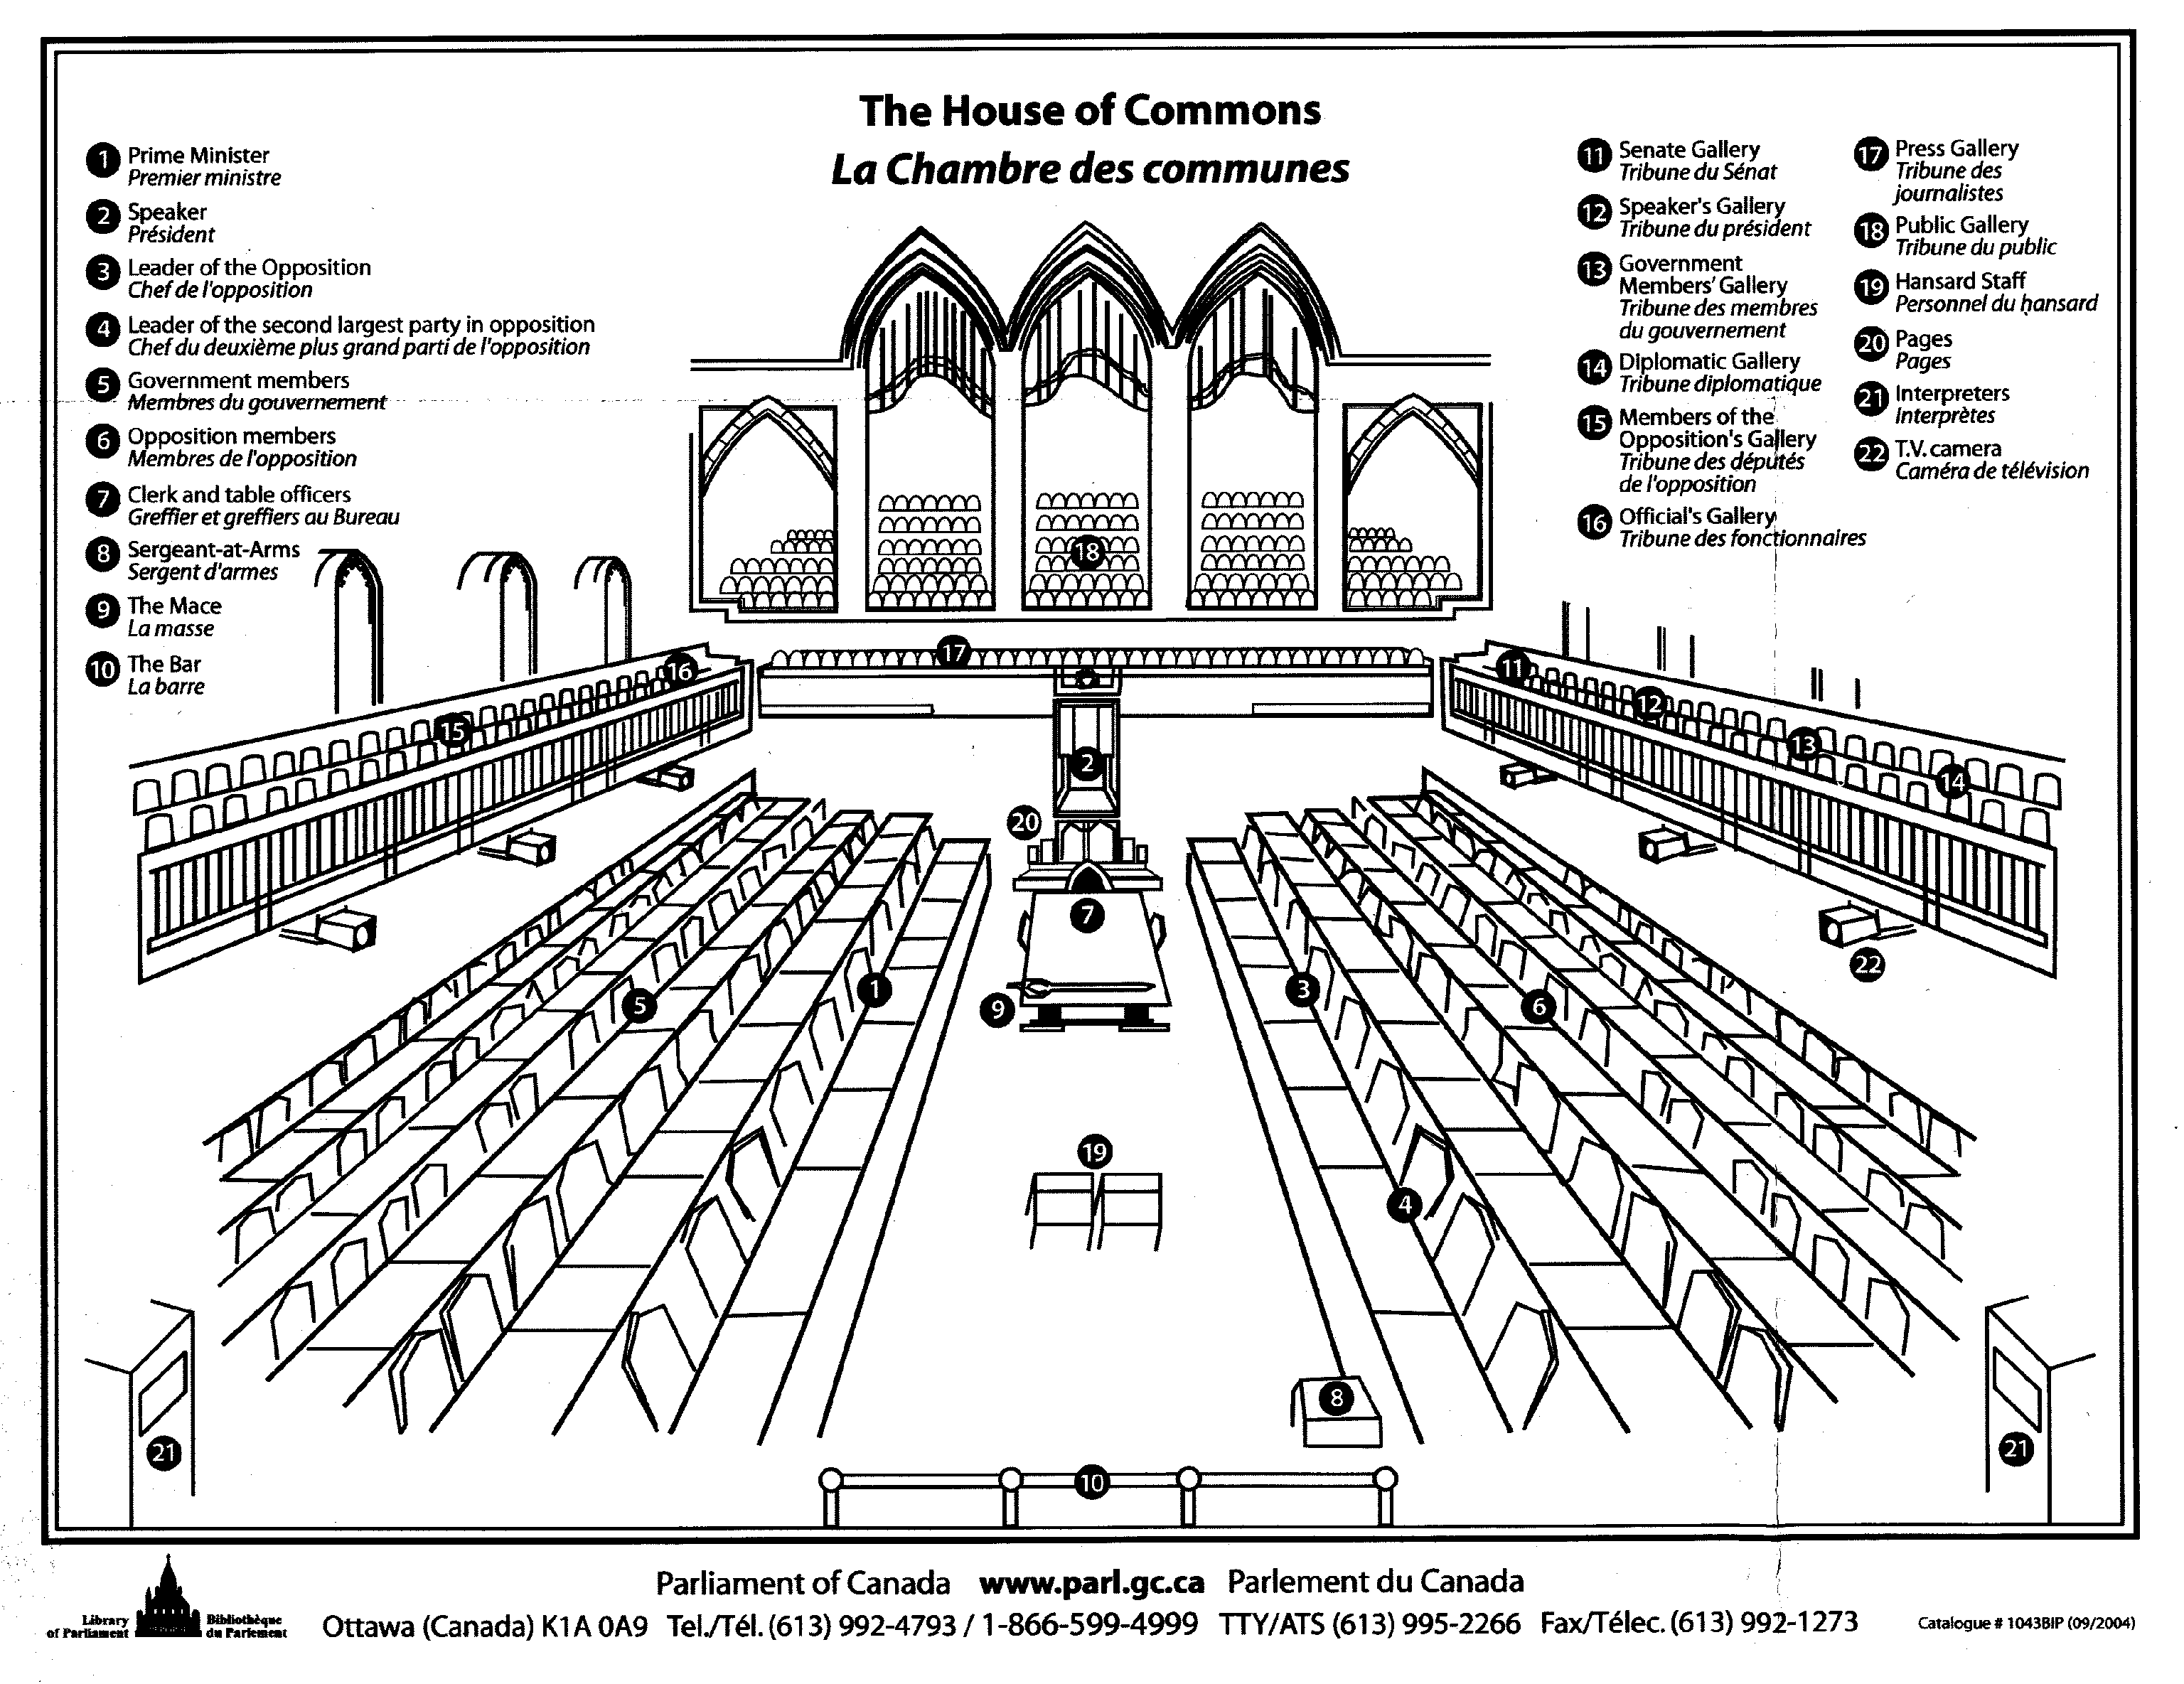 The House of Commons
La Chambre des communes
1 Prime Minister
Premier ministre
2 Speaker
Président
3 Leader of the Opposition
Chef de l'opposition
4 Leader of the second largest party in opposition
Chef du deuxième plus grand parti de l'opposition
5 Government members
Membres du gouvernement
6 Opposition members
Membres de l'opposition
7 Clerk and table officers
Greffier et greffiers au Bureau
8 Sergeant-at-Arms
Sergent d'armes
9 The Mace
La masse
10 The Bar
La barre
11 Senate Gallery
Tribune du Sénat
12 Speaker's Gallery
Tribune du président
13 Government
Members' Gallery
Tribune des membres
du gouvernement
14 Diplomatic Gallery
Tribune diplomatique
15 Members of the
Opposition's Gallery
Tribune des députés
de l'opposition
16 Official's Gallery
Tribune des fonctionnaires
17 Press Gallery
Tribune des
journalistes
18 Public Gallery
Tribune du public
19 Hansard Staff
Personnel du hansard
20 Pages
Pages
21 Interpreters
Interprètes
22 T.V. camera
Caméra de télévision
18
17
16
11
15
12
13
14
2
20
7
22
1
3
5
6
9
19
4
8
21
21
10
Parliament of Canada www.parl.gc.ca Parlement du Canada
Library
of Parliament
Bibliothèque
du Parlement
Ottawa (Canada) K1A 0A9 Tel./Tél. (613) 992-4793 / 1-866-599-4999 TTY/ATS (613) 995-2266 Fax/Télec. (613) 992-1273
Catalogue # 1043BIP (09/2004)